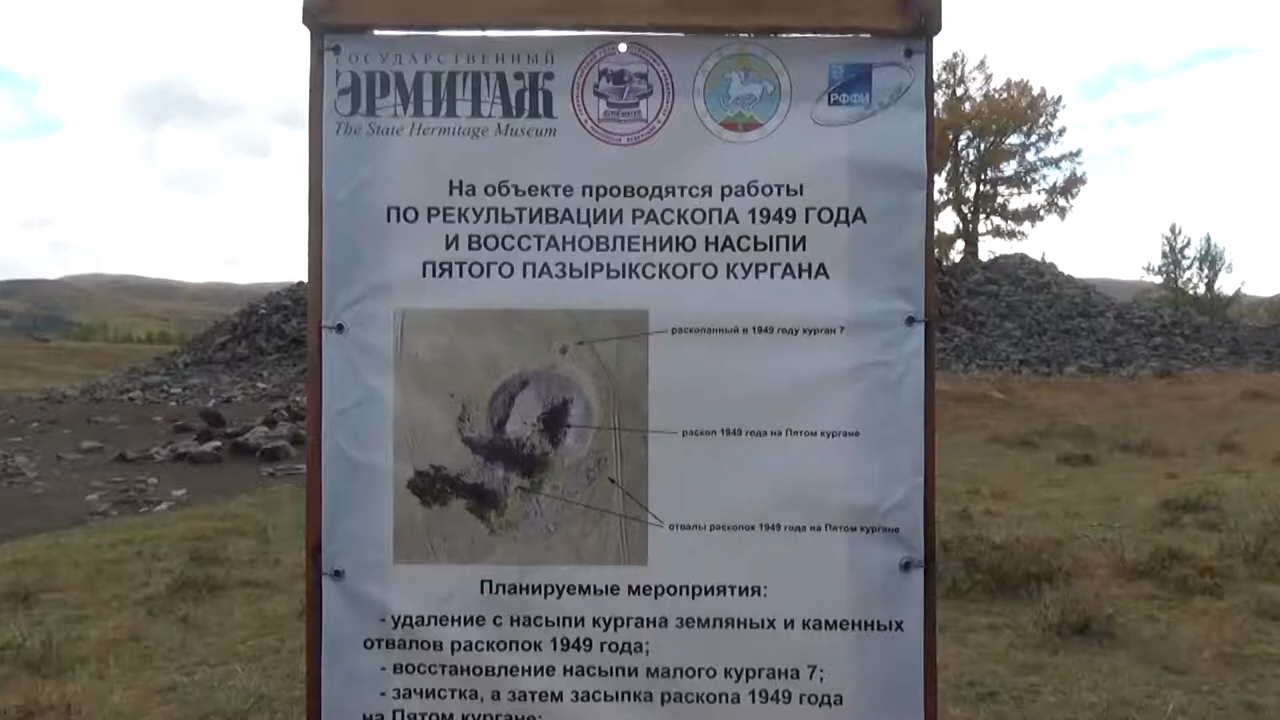 ГОСУДАРСТВЕННЫЙ
ЭРМИТАЖ
The State Hermitage Museum
РФФИ
На объекте проводятся работы
ПО РЕКУЛЬТИВАЦИИ РАСКОПА 1949 ГОДА
И ВОССТАНОВЛЕНИЮ НАСЫПИ
ПЯТОГО ПАЗЫРЫКСКОГО КУРГАНА
раскопанный в 1949 году курган 7
раскоп 1949 года на Пятом кургане
отвалы раскопок 1949 года на Пятом кургане
Планируемые мероприятия:
- удаление с насыпи кургана земляных и каменных
отвалов раскопок 1949 года;
- восстановление насыпи малого кургана 7;
- зачистка, а затем засыпка раскопа 1949 года
на Пятом кургане;